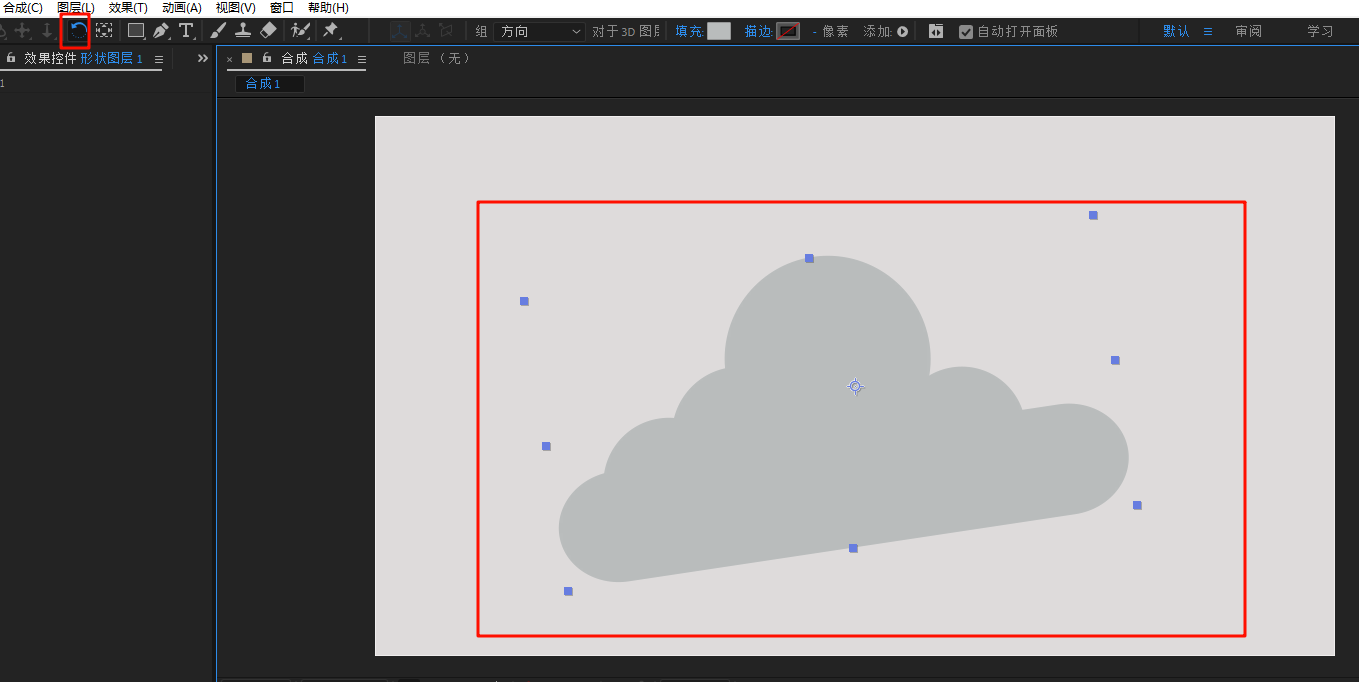 合成(C) 图层(L) 效果(T) 动画(A) 视图(V) 窗口 帮助(H)
T 组 方向 对于 3D 图 填充: 描边: - 像素 添加: 自动打开面板 默认 审阅 学习
效果控件 形状图层 1 合成 合成 1 图层 （无）
1 合成 1